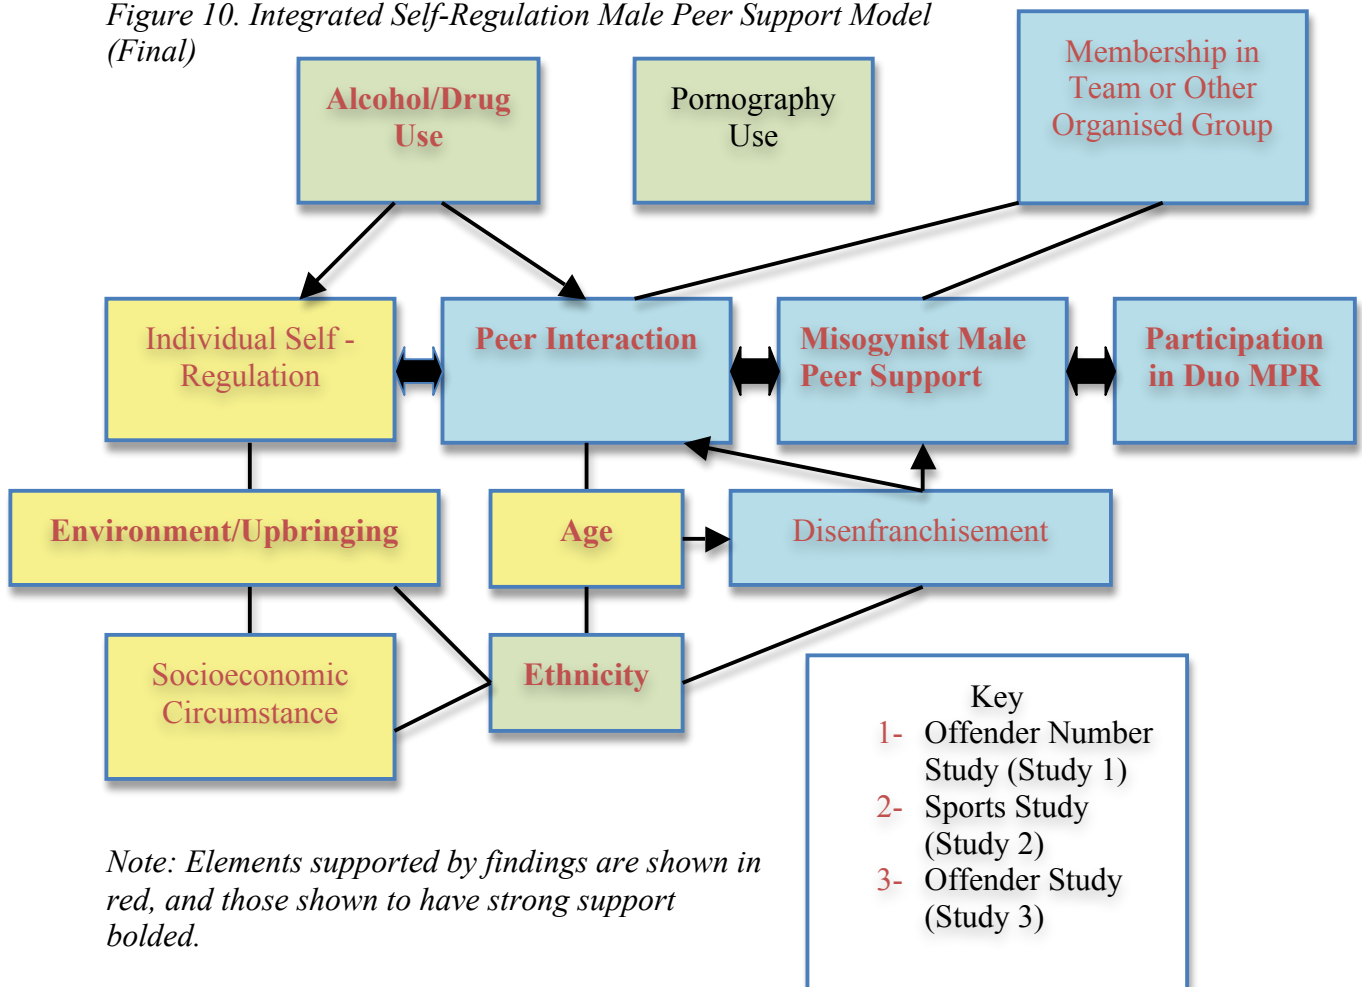 Figure 10. Integrated Self-Regulation Male Peer Support Model
(Final)
Alcohol/Drug
Use
Pornography
Use
Membership in
Team or Other
Organised Group
Individual Self -
Regulation
Peer Interaction
Misogynist Male
Peer Support
Participation
in Duo MPR
Environment/Upbringing
Age
Disenfranchisement
Socioeconomic
Circumstance
Ethnicity
Key
1- Offender Number
Study (Study 1)
2- Sports Study
(Study 2)
3- Offender Study
(Study 3)
Note: Elements supported by findings are shown in
red, and those shown to have strong support
bolded.